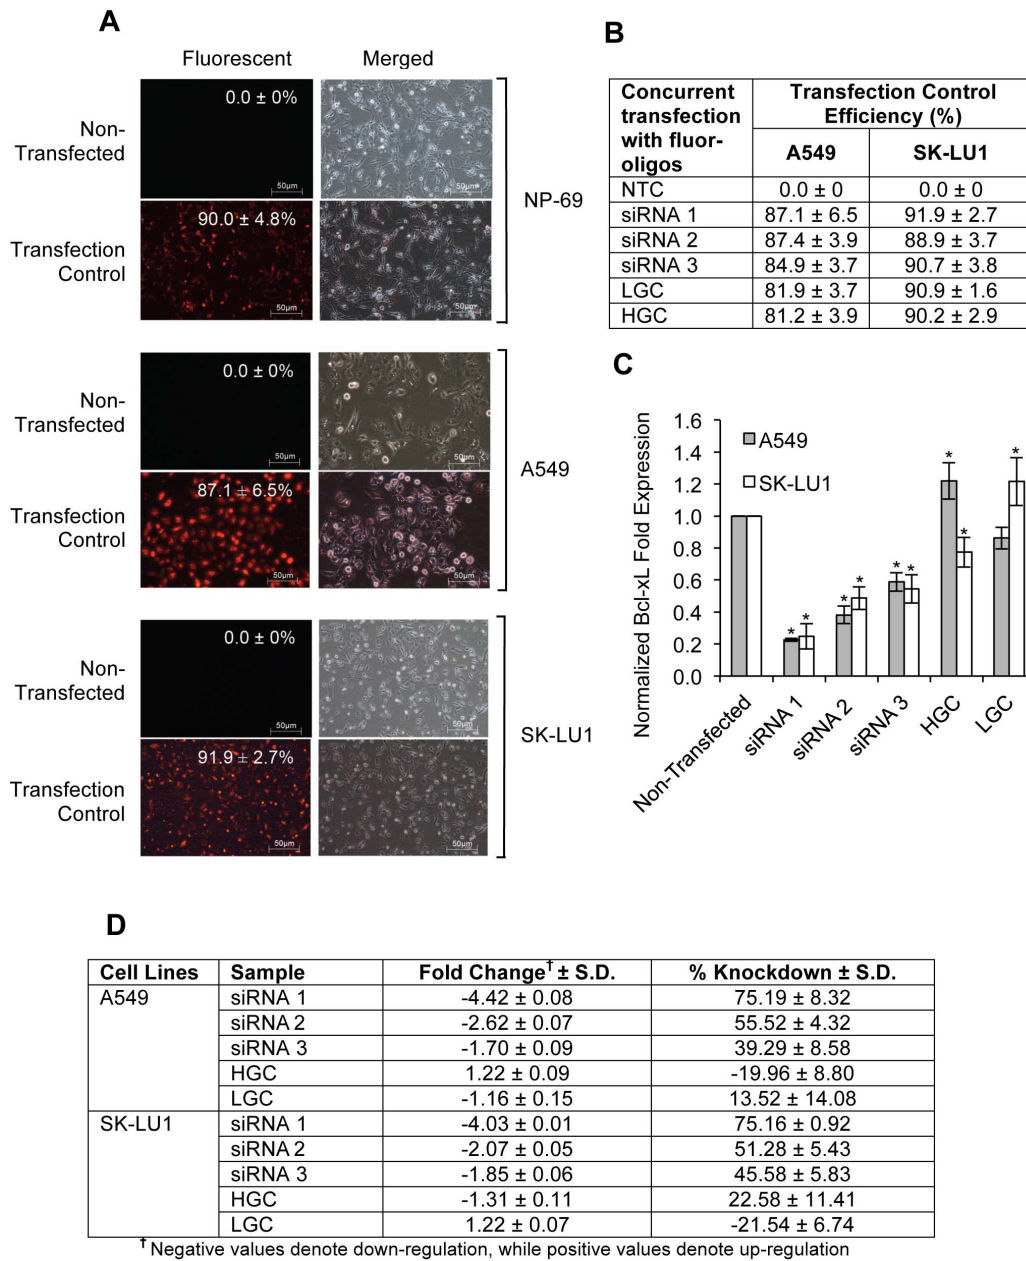 A
Fluorescent Merged
Non-
Transfected
0.0 ± 0%
50µm
50µm
Transfection
Control
90.0 ± 4.8%
50µm
50µm
NP-69
Non-
Transfected
0.0 ± 0%
50µm
50µm
Transfection
Control
87.1 ± 6.5%
50µm
50µm
A549
Non-
Transfected
0.0 ± 0%
50µm
50µm
Transfection
Control
91.9 ± 2.7%
50µm
50µm
SK-LU1
B
Concurrent
transfection
with fluor-
oligos
Transfection Control
Efficiency (%)
A549 SK-LU1
NTC 0.0 ± 0 0.0 ± 0
siRNA 1 87.1 ± 6.5 91.9 ± 2.7
siRNA 2 87.4 ± 3.9 88.9 ± 3.7
siRNA 3 84.9 ± 3.7 90.7 ± 3.8
LGC 81.9 ± 3.7 90.9 ± 1.6
HGC 81.2 ± 3.9 90.2 ± 2.9
C
Normalized Bcl-xL Fold Expression
1.6
1.4
1.2
1.0
0.8
0.6
0.4
0.2
0.0
A549
SK-LU1
* * * * * * * * *
Non-Transfected
siRNA 1
siRNA 2
siRNA 3
HGC
LGC
D
Cell Lines Sample Fold Change† ± S.D. % Knockdown ± S.D.
A549 siRNA 1 -4.42 ± 0.08 75.19 ± 8.32
siRNA 2 -2.62 ± 0.07 55.52 ± 4.32
siRNA 3 -1.70 ± 0.09 39.29 ± 8.58
HGC 1.22 ± 0.09 -19.96 ± 8.80
LGC -1.16 ± 0.15 13.52 ± 14.08
SK-LU1 siRNA 1 -4.03 ± 0.01 75.16 ± 0.92
siRNA 2 -2.07 ± 0.05 51.28 ± 5.43
siRNA 3 -1.85 ± 0.06 45.58 ± 5.83
HGC -1.31 ± 0.11 22.58 ± 11.41
LGC 1.22 ± 0.07 -21.54 ± 6.74
† Negative values denote down-regulation, while positive values denote up-regulation